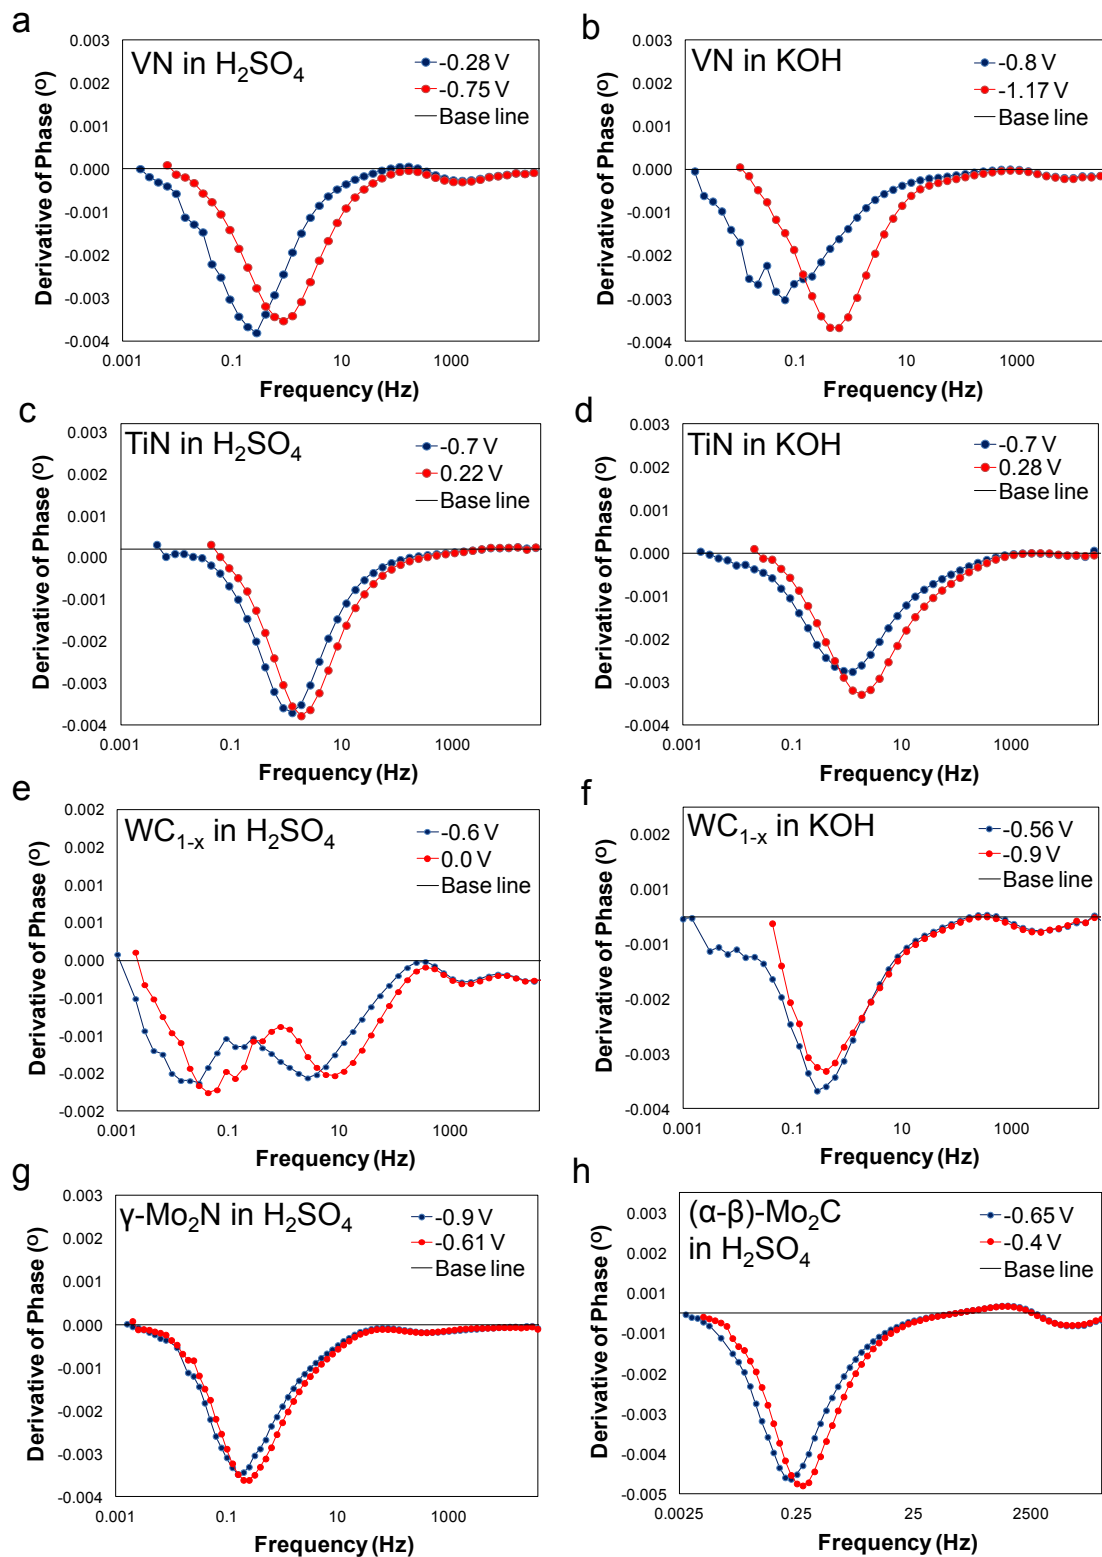 a
VN in H₂SO₄
-0.28 V
-0.75 V
Base line
0.003
0.002
0.001
0.000
-0.001
-0.002
-0.003
-0.004
Derivative of Phase (º)
0.001
0.1
10
1000
Frequency (Hz)
b
VN in KOH
-0.8 V
-1.17 V
Base line
0.003
0.002
0.001
0.000
-0.001
-0.002
-0.003
-0.004
Derivative of Phase (º)
0.001
0.1
10
1000
Frequency (Hz)
c
TiN in H₂SO₄
-0.7 V
0.22 V
Base line
0.003
0.002
0.001
0.000
-0.001
-0.002
-0.003
-0.004
Derivative of Phase (º)
0.001
0.1
10
1000
Frequency (Hz)
d
TiN in KOH
-0.7 V
0.28 V
Base line
0.003
0.002
0.001
0.000
-0.001
-0.002
-0.003
-0.004
Derivative of Phase (º)
0.001
0.1
10
1000
Frequency (Hz)
e
WC₁₋ₓ in H₂SO₄
-0.6 V
0.0 V
Base line
0.002
0.002
0.001
0.001
0.000
-0.001
-0.001
-0.002
-0.002
Derivative of Phase (º)
0.001
0.1
10
1000
Frequency (Hz)
f
WC₁₋ₓ in KOH
-0.56 V
-0.9 V
Base line
0.002
0.001
-0.001
-0.002
-0.003
-0.004
Derivative of Phase (º)
0.001
0.1
10
1000
Frequency (Hz)
g
γ-Mo₂N in H₂SO₄
-0.9 V
-0.61 V
Base line
0.003
0.002
0.001
0.000
-0.001
-0.002
-0.003
-0.004
Derivative of Phase (º)
0.001
0.1
10
1000
Frequency (Hz)
h
(α-β)-Mo₂C
in H₂SO₄
-0.65 V
-0.4 V
Base line
0.003
0.002
0.001
-0.001
-0.002
-0.003
-0.004
-0.005
Derivative of Phase (º)
0.0025
0.25
25
2500
Frequency (Hz)